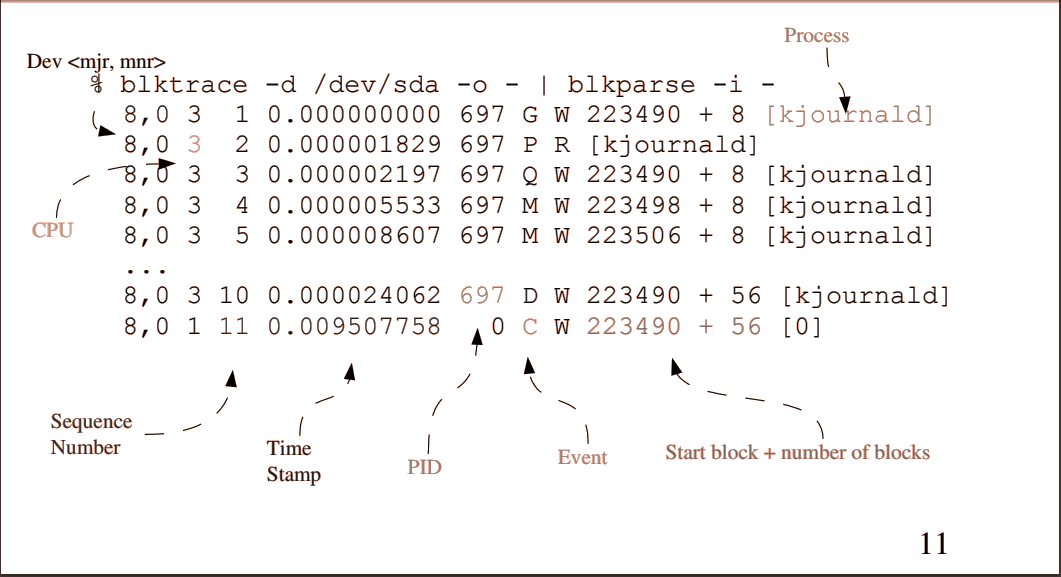 Process
Dev <mjr, mnr>
% blktrace -d /dev/sda -o - | blkparse -i -
8,0 3 1 0.000000000 697 G W 223490 + 8 [kjournald]
8,0 3 2 0.000001829 697 P R [kjournald]
8,0 3 3 0.000002197 697 Q W 223490 + 8 [kjournald]
8,0 3 4 0.000005533 697 M W 223498 + 8 [kjournald]
CPU
8,0 3 5 0.000008607 697 M W 223506 + 8 [kjournald]
...
8,0 3 10 0.000024062 697 D W 223490 + 56 [kjournald]
8,0 1 11 0.009507758 0 C W 223490 + 56 [0]
Sequence
Number
Time
Stamp
PID
Event
Start block + number of blocks
11